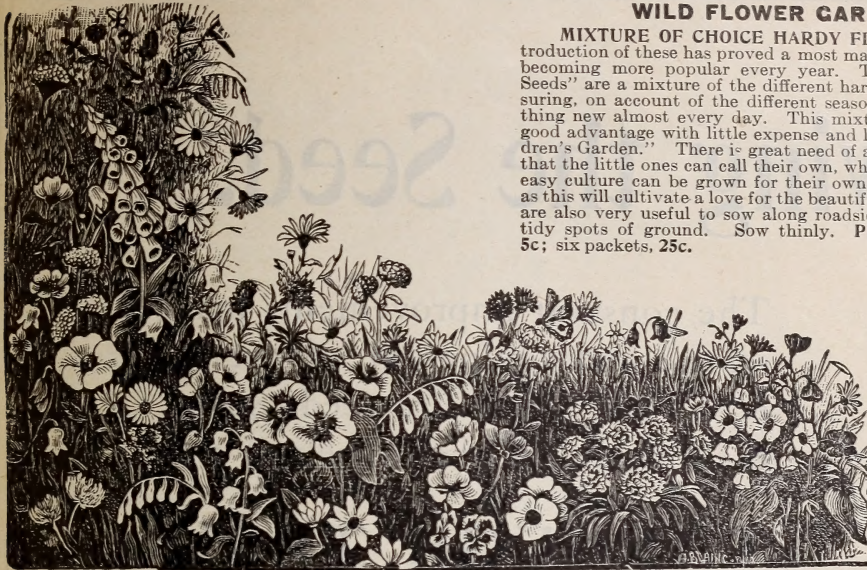 WILD FLOWER GAR
MIXTURE OF CHOICE HARDY FL
troduction of these has proved a most ma
becoming more popular every year. T
Seeds" are a mixture of the different har
suring, on account of the different seaso
thing new almost every day. This mixt
good advantage with little expense and l
dren's Garden." There is great need of a
that the little ones can call their own, wh
easy culture can be grown for their own
as this will cultivate a love for the beautif
are also very useful to sow along roadsi
tidy spots of ground. Sow thinly. P
5c; six packets, 25c.
A.BLANC